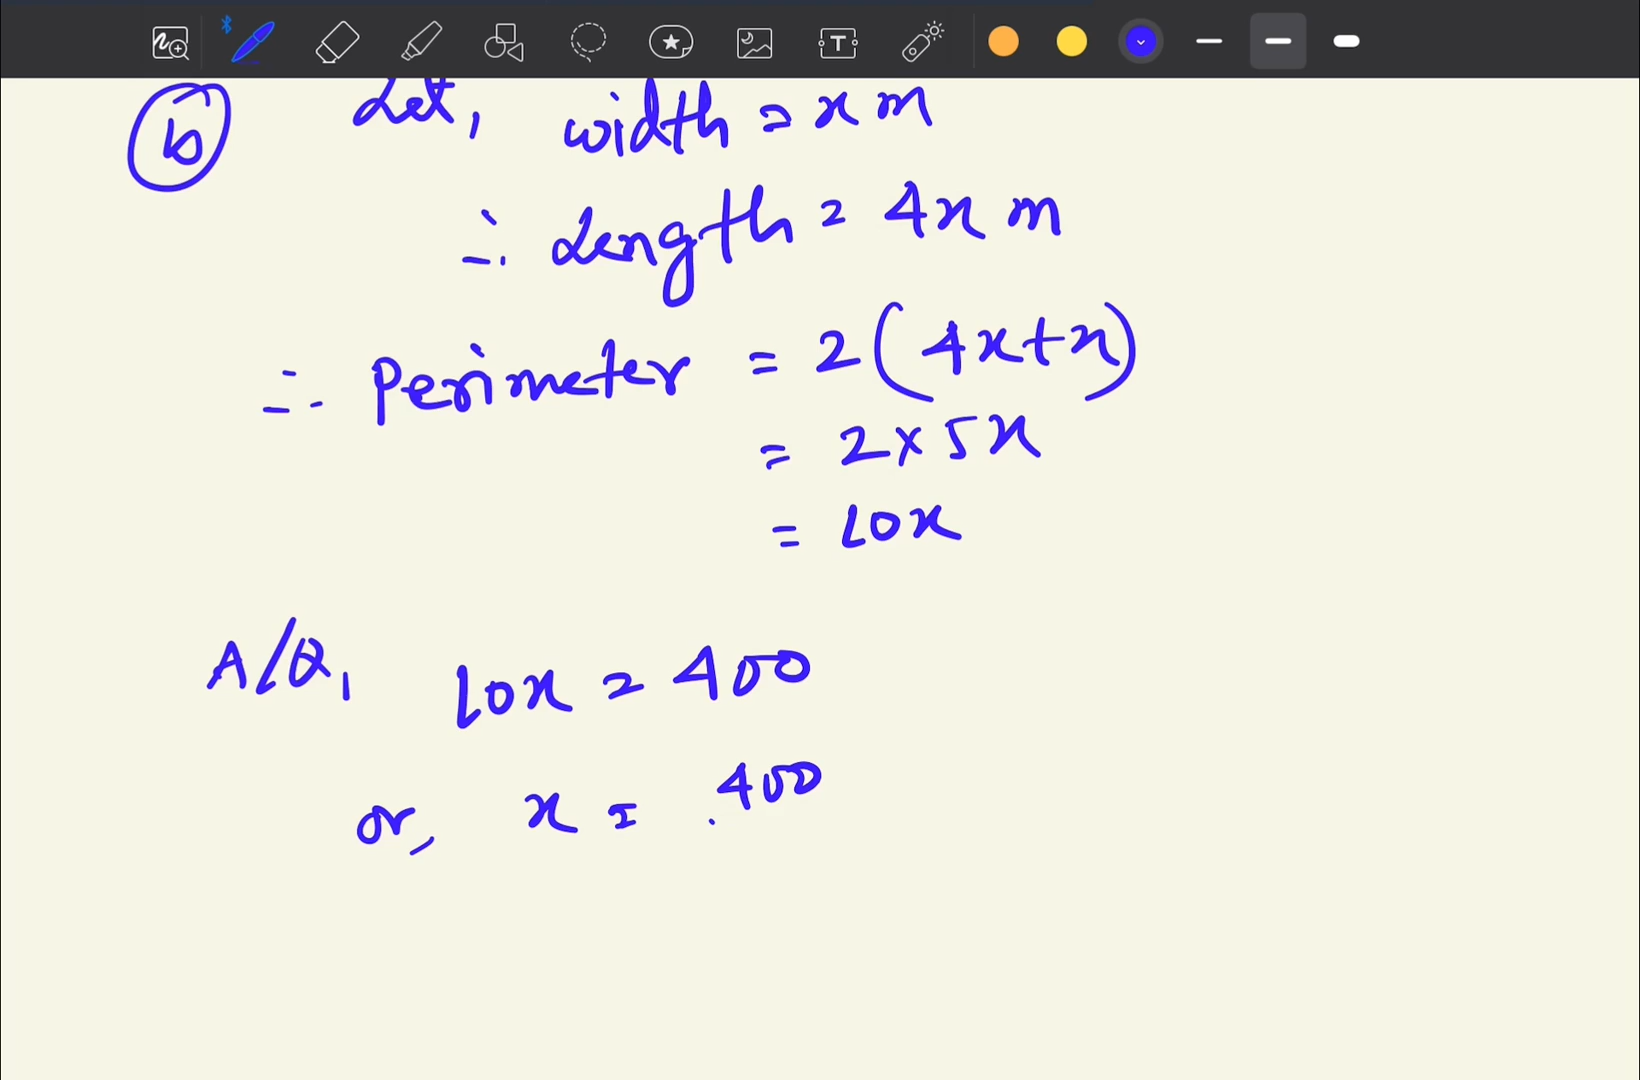 b Let, width = x m
∴ Length = 4x m
∴ Perimeter = 2(4x+x)
= 2×5x
= 10x
A/Q, 10x = 400
or, x = 400